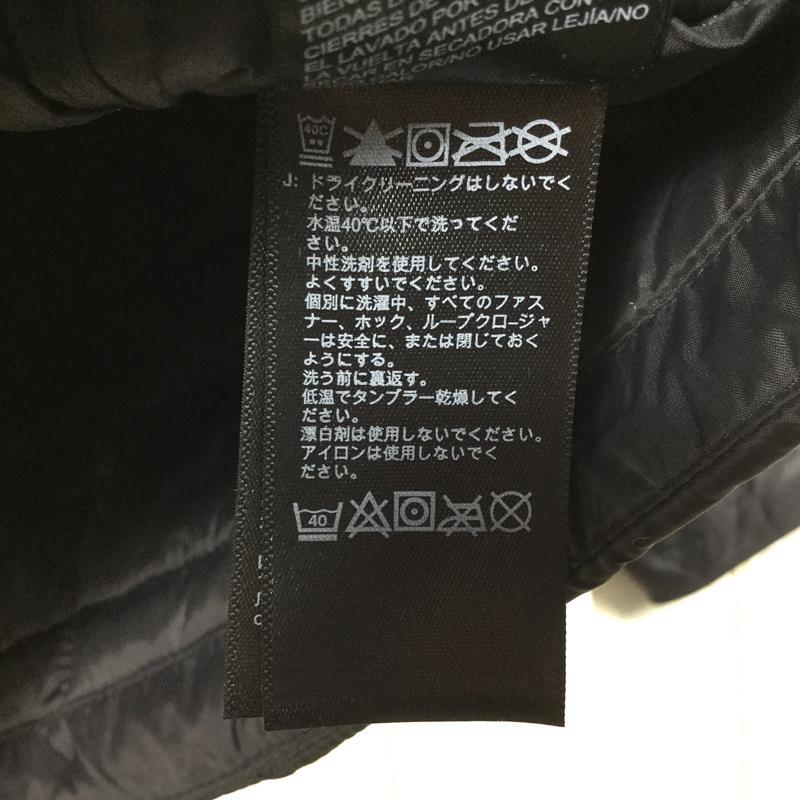 BIEN
TODAS
CIERRES DE
EL LAVADO POR
LA VUELTA ANTES DE
USAR EN SECADORA CON
CALOR/NO USAR LEJÍA/NO
40C
J: ドライクリーニングはしないでく
ださい。
水温40℃以下で洗ってくだ
さい。
中性洗剤を使用してください。
よくすすいでください。
個別に洗濯中、すべてのファス
ナー、ホック、ループクロ–ジャ
ーは安全に、または閉じておく
ようにする。
洗う前に裏返す。
低温でタンブラー乾燥してく
ださい。
漂白剤は使用しないでください。
アイロンは使用しないでく
ださい。
40